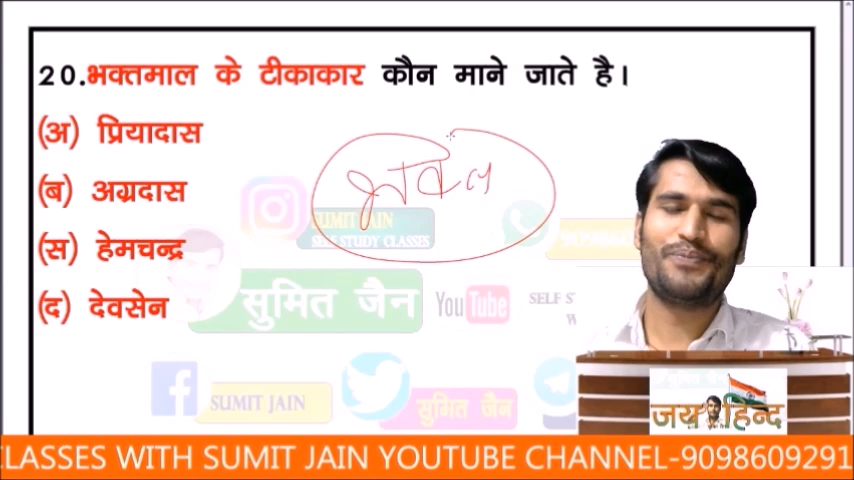 20.भक्तमाल के टीकाकार कौन माने जाते है।
(अ) प्रियादास
(ब) अग्रदास
(स) हेमचन्द्र
(द) देवसेन
SUMIT JAIN
SELF STUDY CLASSES
सुमित जैन
YouTube
SELF
SUMIT JAIN
सुमित जैन
जय हिन्द
CLASSES WITH SUMIT JAIN YOUTUBE CHANNEL-9098609291